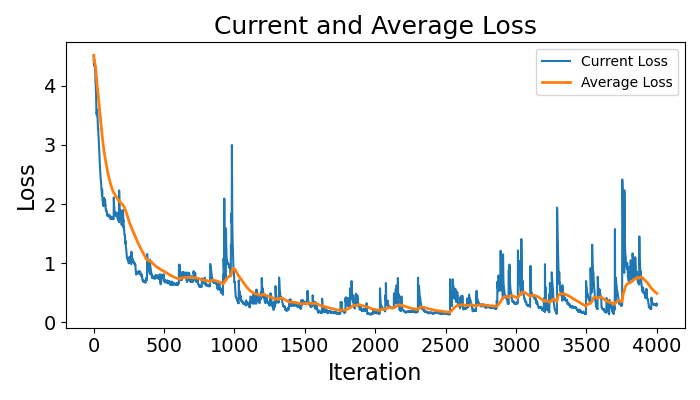 Current and Average Loss
Current Loss
Average Loss
Loss
4
3
2
1
0
0 500 1000 1500 2000 2500 3000 3500 4000
Iteration